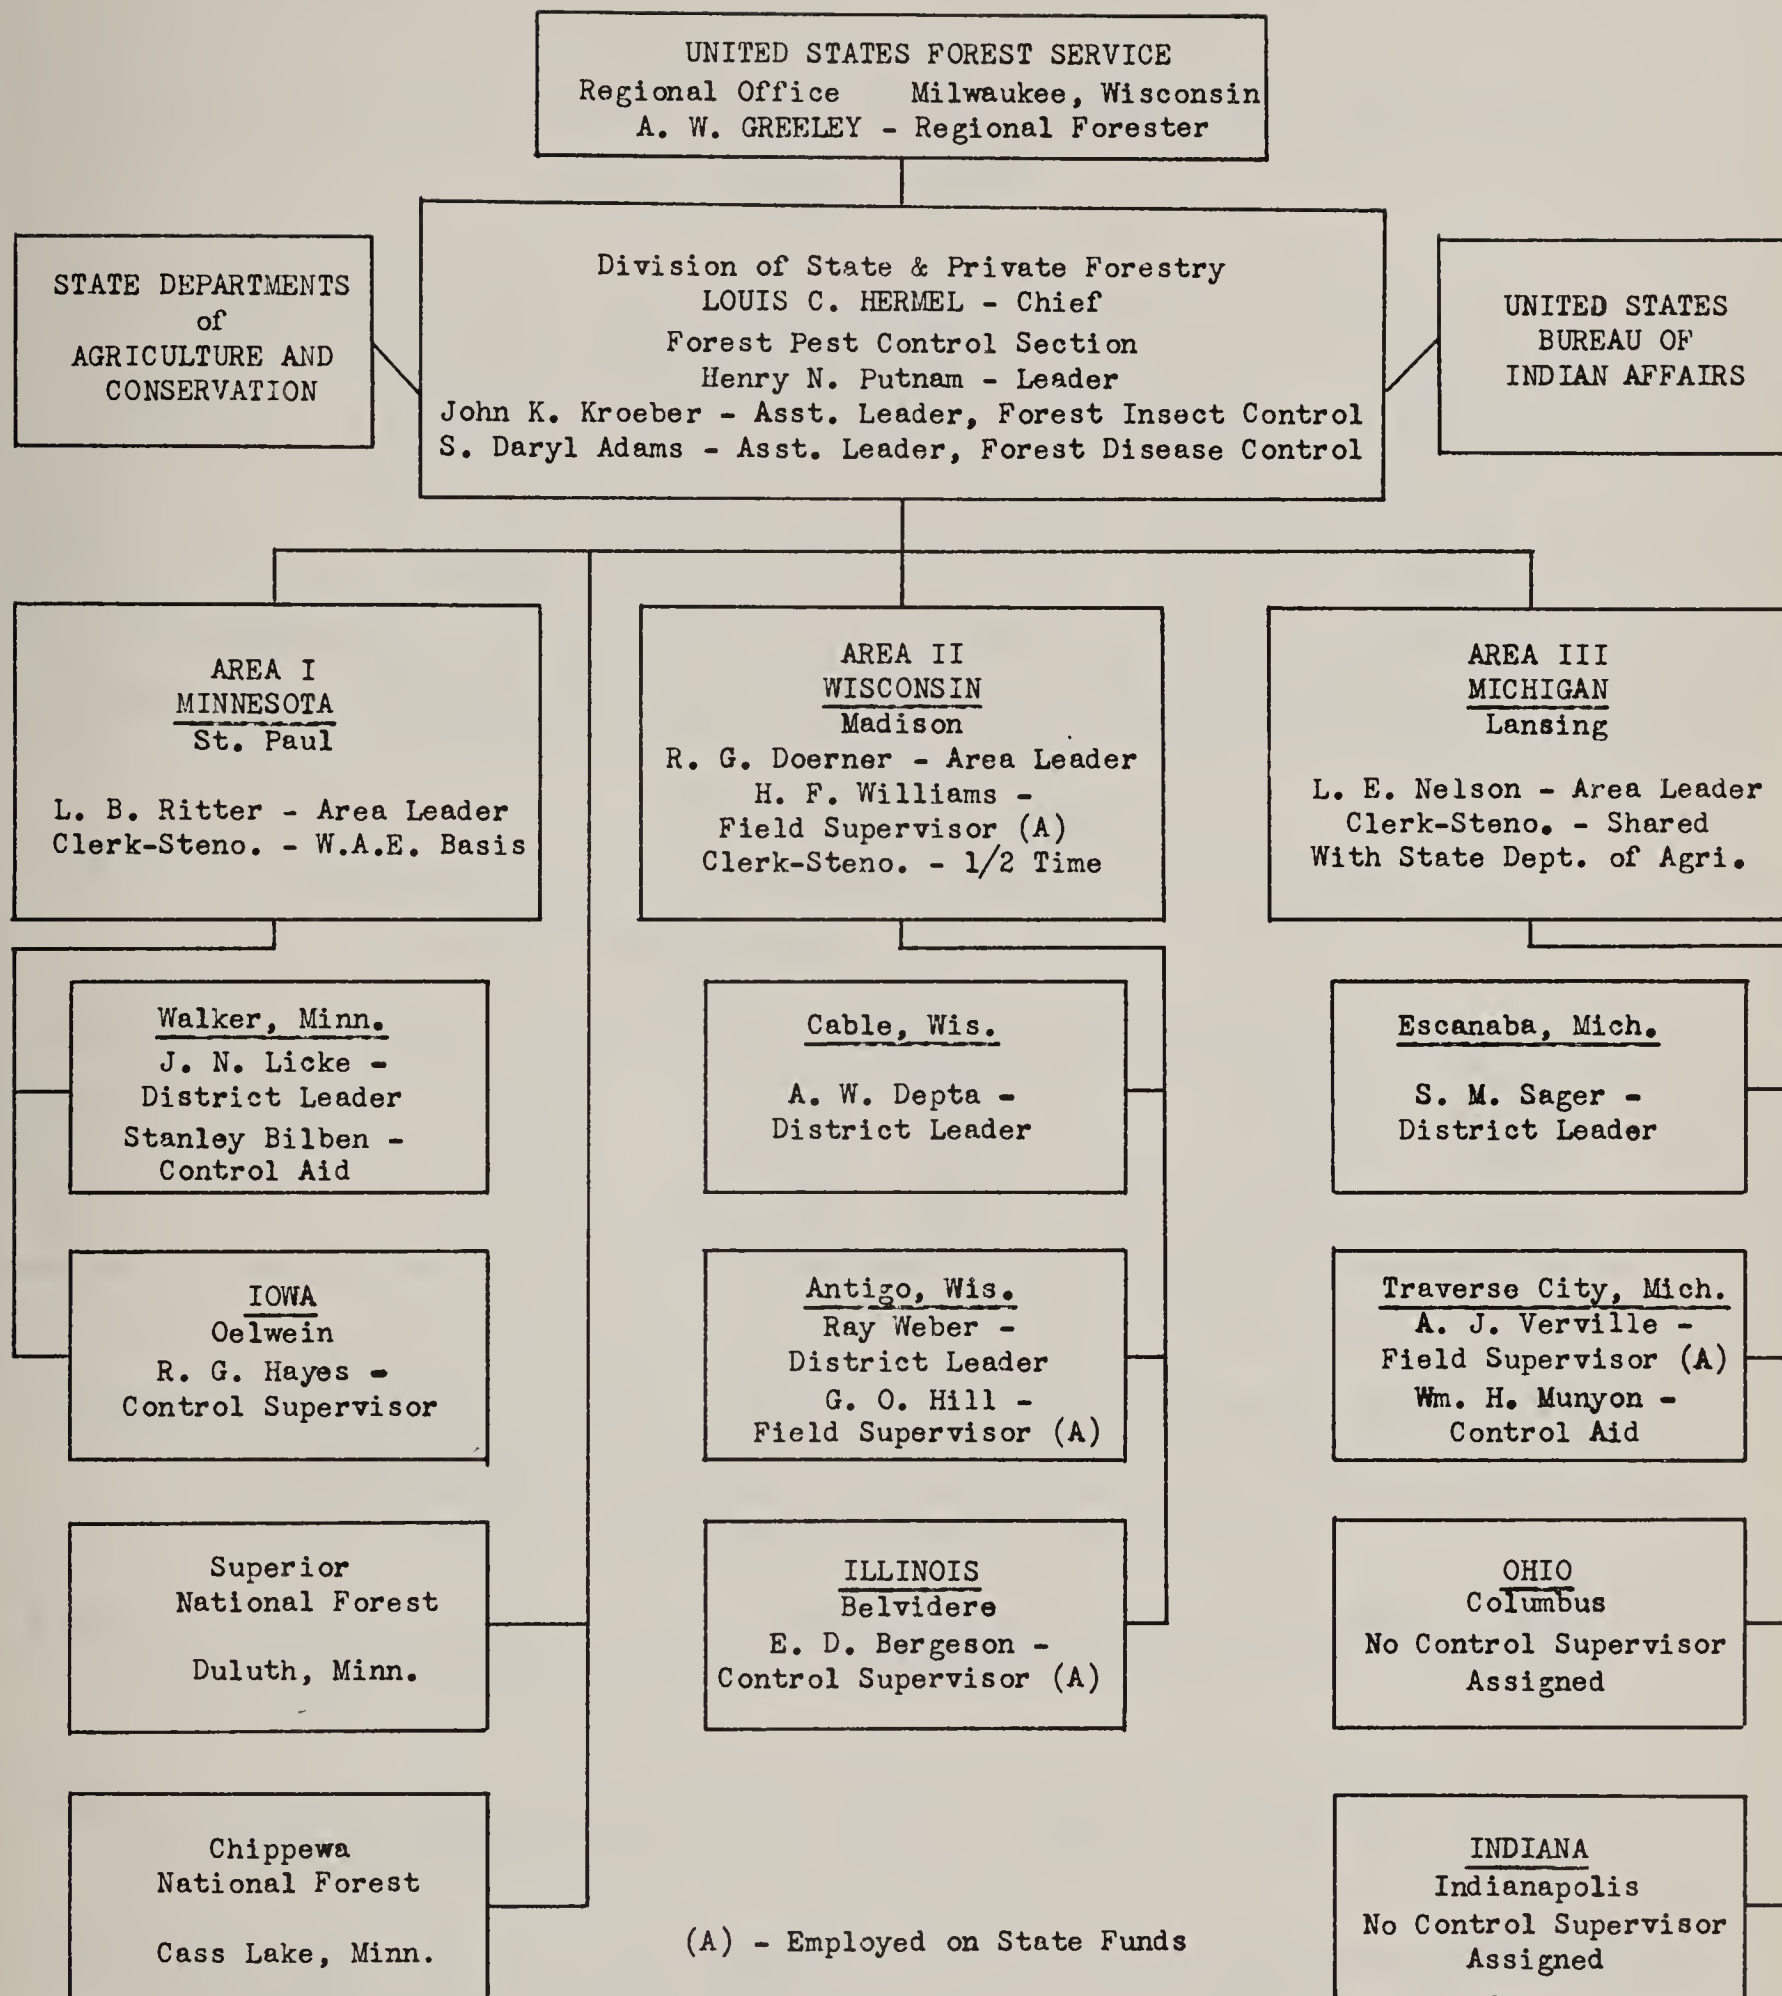 UNITED STATES FOREST SERVICE
Regional Office Milwaukee, Wisconsin
A. W. GREELEY - Regional Forester
STATE DEPARTMENTS
of
AGRICULTURE AND
CONSERVATION
Division of State & Private Forestry
LOUIS C. HERMEL - Chief
Forest Pest Control Section
Henry N. Putnam - Leader
John K. Kroeber - Asst. Leader, Forest Insect Control
S. Daryl Adams - Asst. Leader, Forest Disease Control
UNITED STATES
BUREAU OF
INDIAN AFFAIRS
AREA I
MINNESOTA
St. Paul
L. B. Ritter - Area Leader
Clerk-Steno. - W.A.E. Basis
AREA II
WISCONSIN
Madison
R. G. Doerner - Area Leader
H. F. Williams -
Field Supervisor (A)
Clerk-Steno. - 1/2 Time
AREA III
MICHIGAN
Lansing
L. E. Nelson - Area Leader
Clerk-Steno. - Shared
With State Dept. of Agri.
Walker, Minn.
J. N. Licke -
District Leader
Stanley Bilben -
Control Aid
Cable, Wis.
A. W. Depta -
District Leader
Escanaba, Mich.
S. M. Sager -
District Leader
IOWA
Oelwein
R. G. Hayes -
Control Supervisor
Antigo, Wis.
Ray Weber -
District Leader
G. O. Hill -
Field Supervisor (A)
Traverse City, Mich.
A. J. Verville -
Field Supervisor (A)
Wm. H. Munyon -
Control Aid
Superior
National Forest
Duluth, Minn.
ILLINOIS
Belvidere
E. D. Bergeson -
Control Supervisor (A)
OHIO
Columbus
No Control Supervisor
Assigned
Chippewa
National Forest
Cass Lake, Minn.
INDIANA
Indianapolis
No Control Supervisor
Assigned
(A) - Employed on State Funds